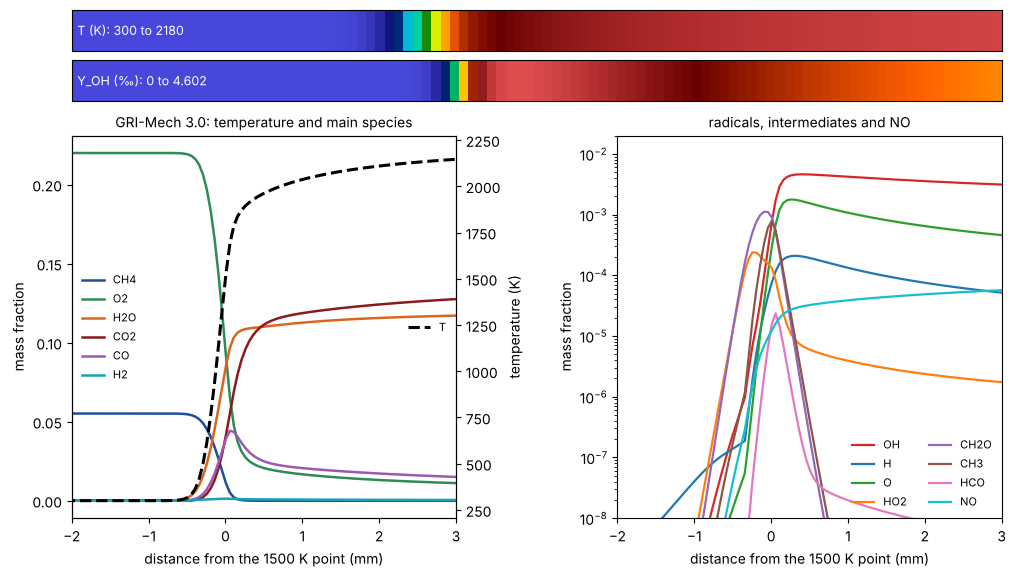 T (K): 300 to 2180
Y_OH (‰): 0 to 4.602
GRI-Mech 3.0: temperature and main species
radicals, intermediates and NO
0.20
0.15
0.10
0.05
0.00
mass fraction
CH4
O2
H2O
CO2
CO
H2
T
2250
2000
1750
1500
1250
1000
750
500
250
temperature (K)
−2 −1 0 1 2 3
distance from the 1500 K point (mm)
10⁻²
10⁻³
10⁻⁴
10⁻⁵
10⁻⁶
10⁻⁷
10⁻⁸
mass fraction
OH
H
O
HO2
CH2O
CH3
HCO
NO
−2 −1 0 1 2 3
distance from the 1500 K point (mm)